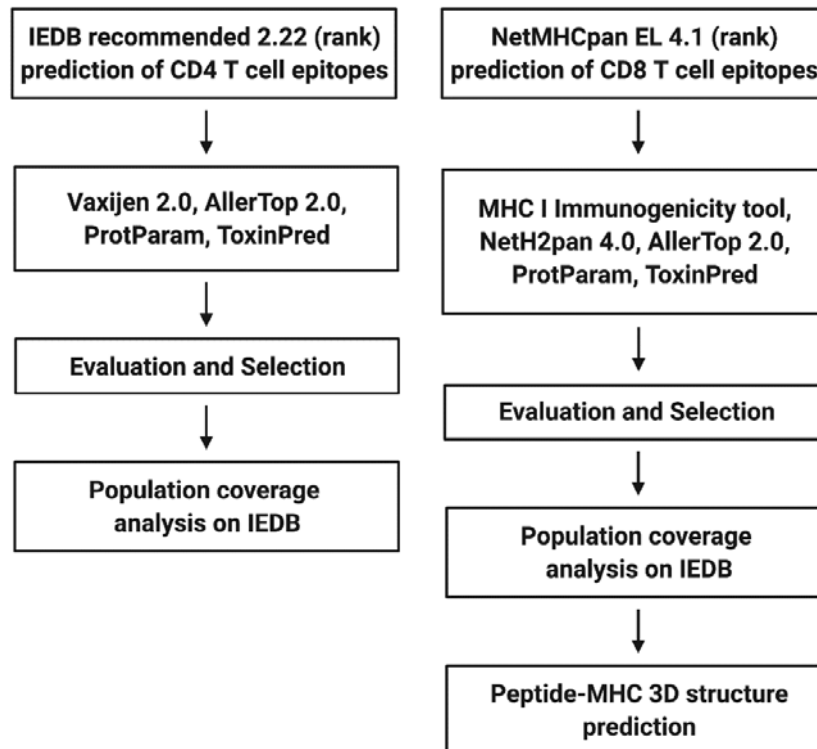 IEDB recommended 2.22 (rank)
prediction of CD4 T cell epitopes
Vaxijen 2.0, AllerTop 2.0,
ProtParam, ToxinPred
Evaluation and Selection
Population coverage
analysis on IEDB
NetMHCpan EL 4.1 (rank)
prediction of CD8 T cell epitopes
MHC I Immunogenicity tool,
NetH2pan 4.0, AllerTop 2.0,
ProtParam, ToxinPred
Evaluation and Selection
Population coverage
analysis on IEDB
Peptide-MHC 3D structure
prediction